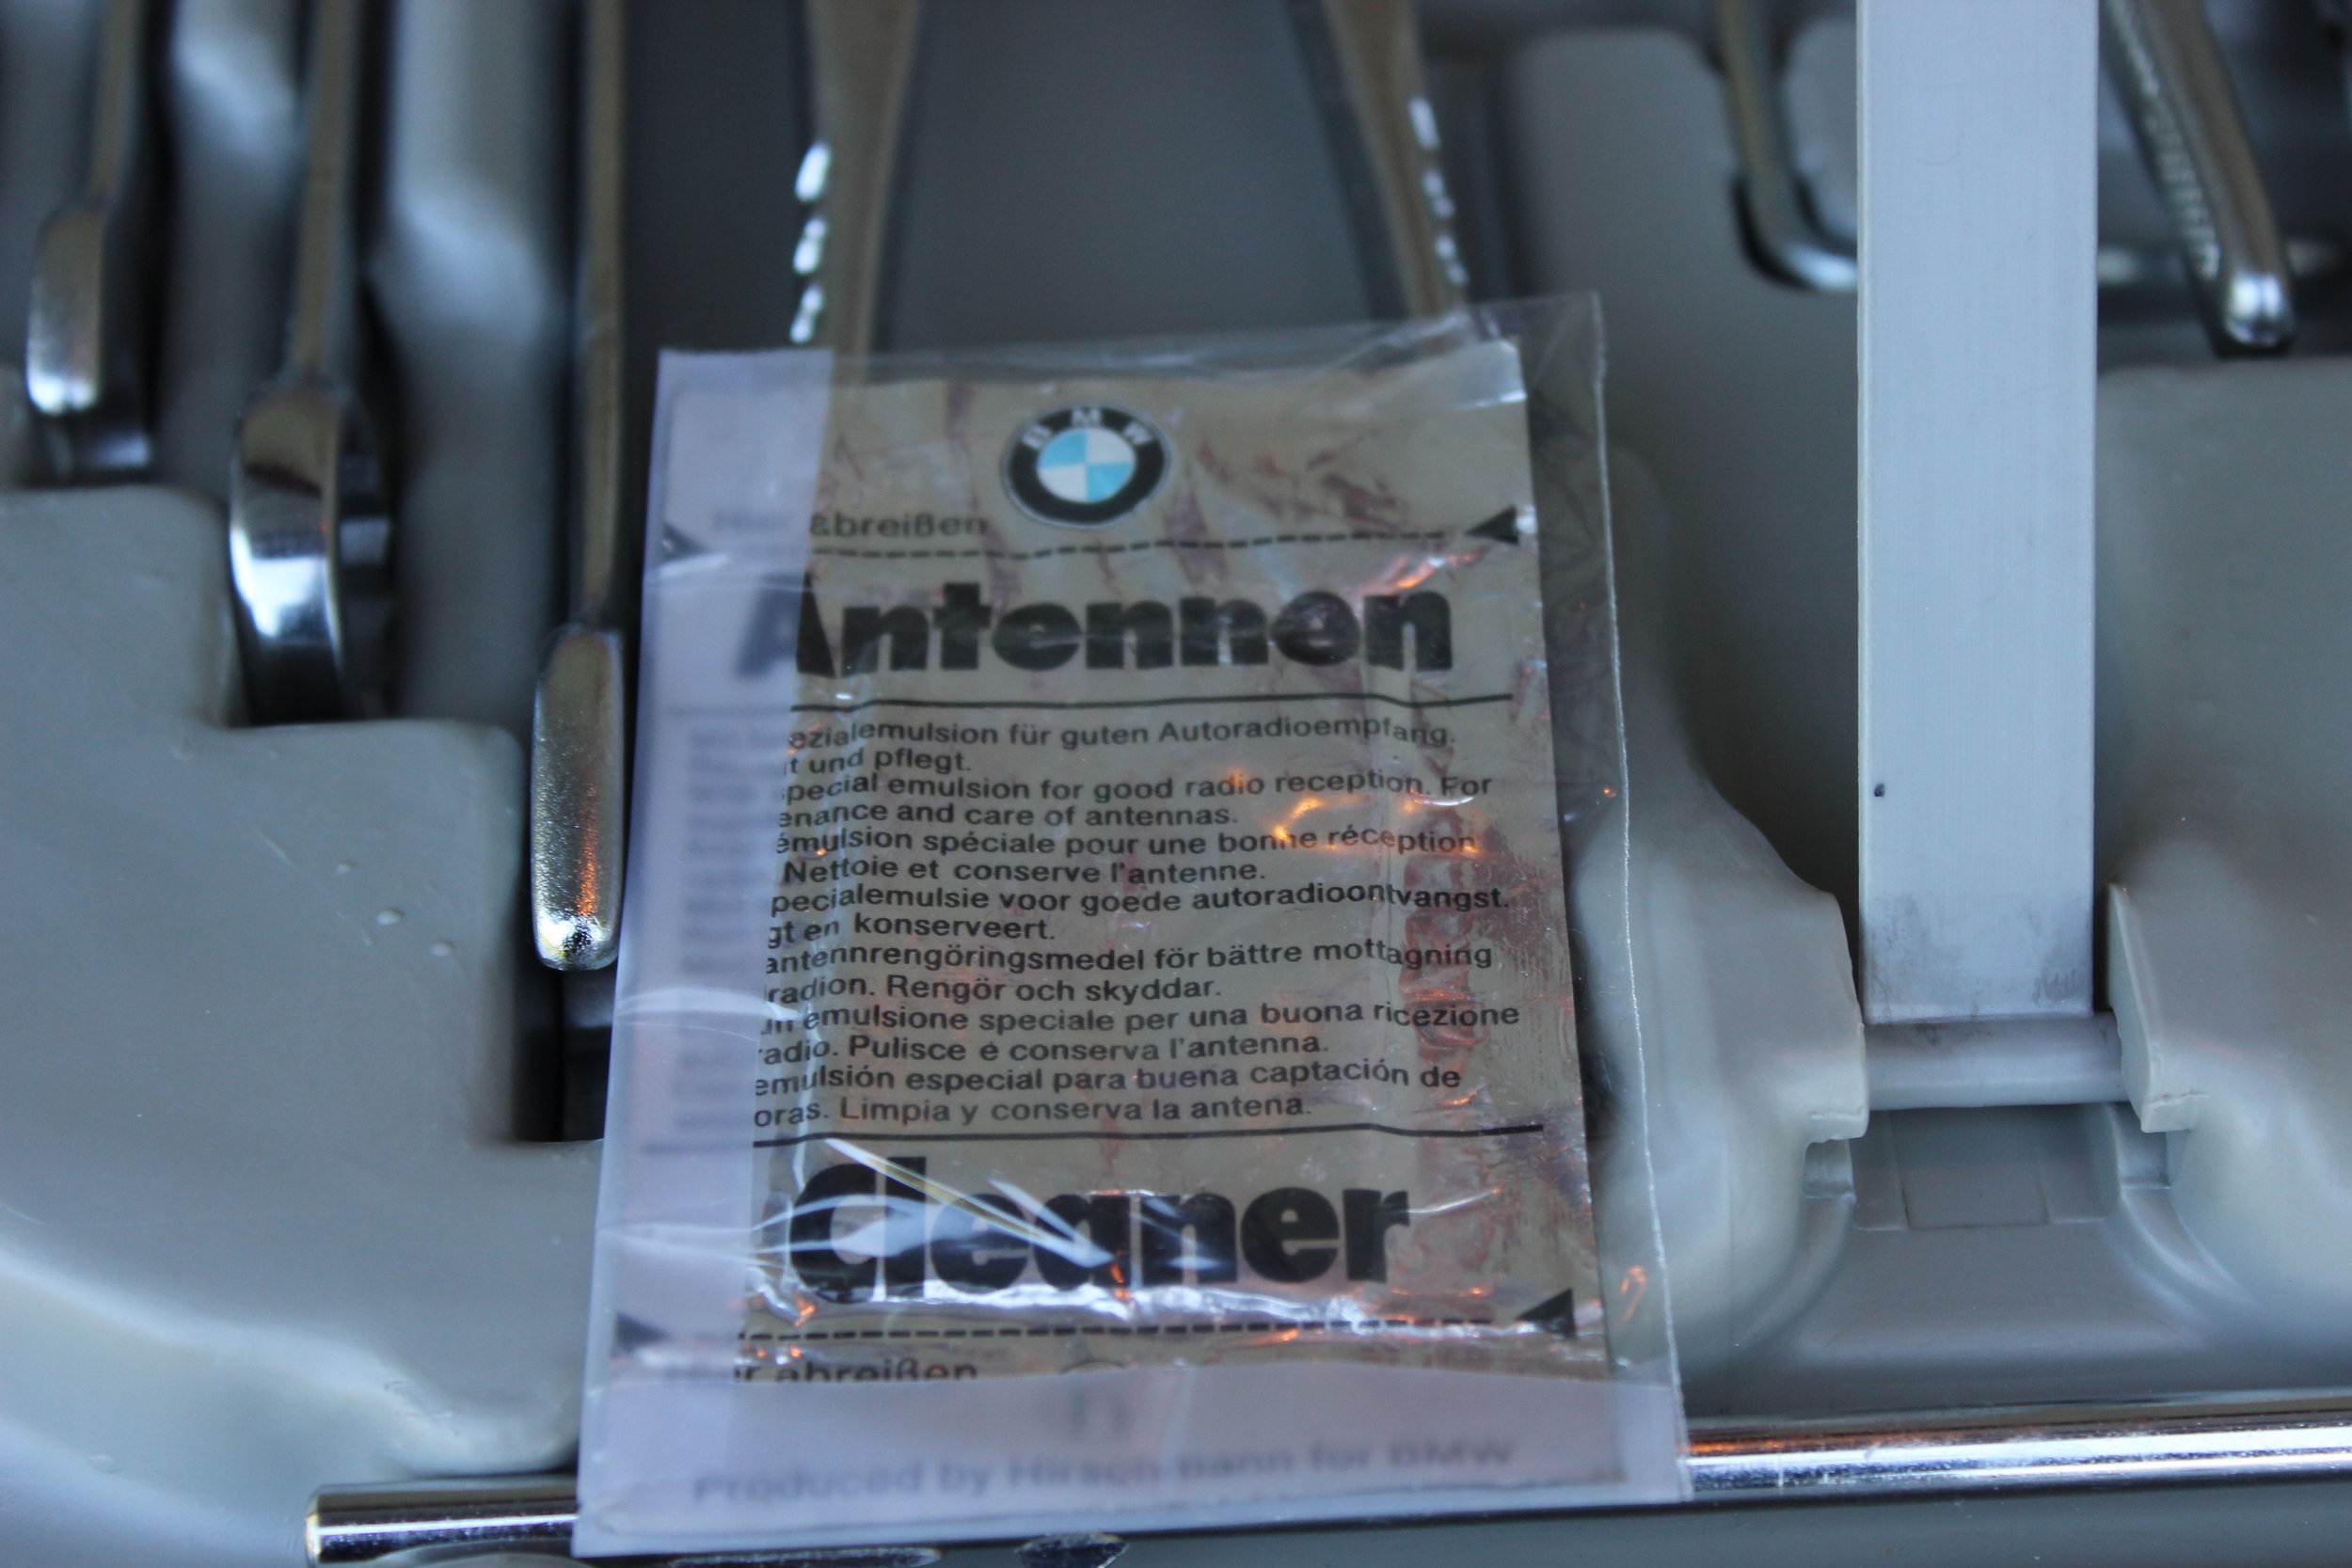 BMW
Hier abreißen
Antennen
ezialemulsion für guten Autoradioempfang.
t und pflegt.
special emulsion for good radio reception. For
enance and care of antennas.
émulsion spéciale pour une bonne réception
Nettoie et conserve l'antenne.
pecialemulsie voor goede autoradioontvangst.
gt en konserveert.
antennrengöringsmedel för bättre mottagning
radion. Rengör och skyddar.
emulsione speciale per una buona ricezione
radio. Pulisce é conserva l'antenna.
emulsión especial para buena captación de
oras. Limpia y conserva la antena.
Cleaner
Hier abreißen
Produced by Hirschmann for BMW